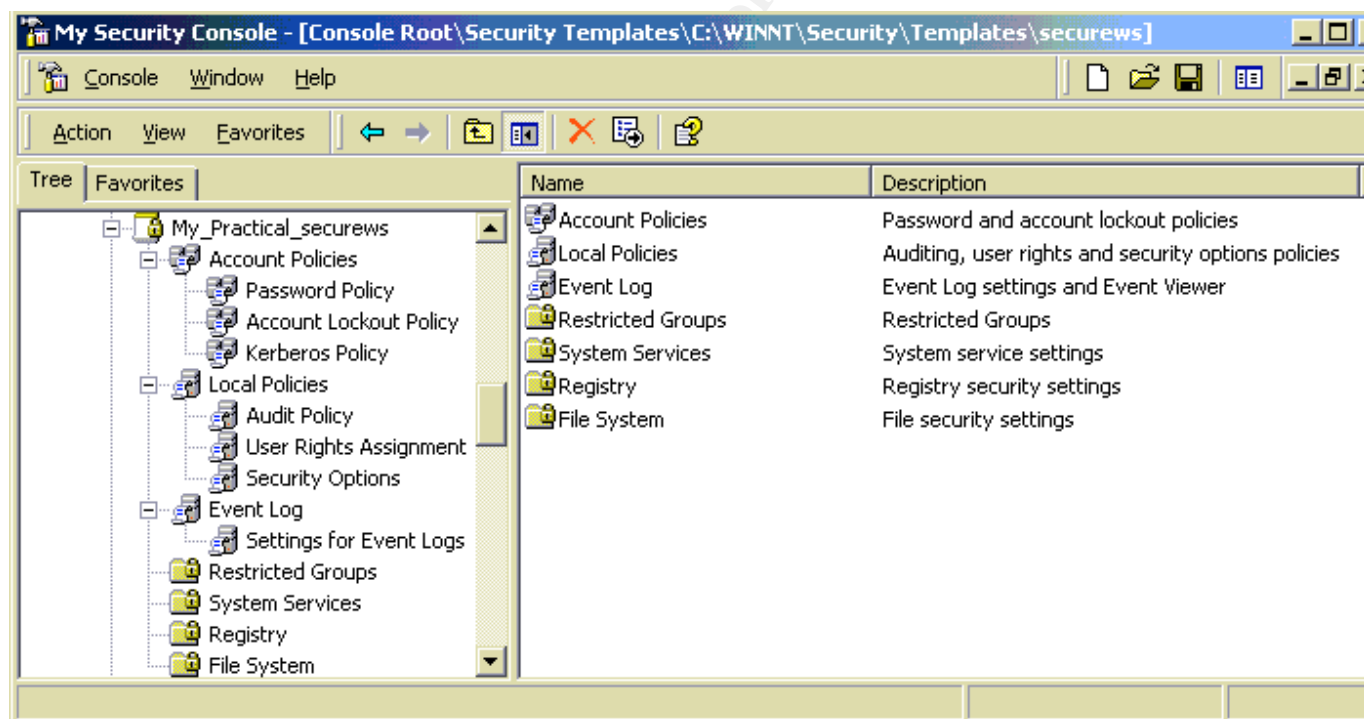 My Security Console - [Console Root\Security Templates\C:\WINNT\Security\Templates\securews]
Console Window Help
Action View Favorites
Tree Favorites
My_Practical_securews
Account Policies
Password Policy
Account Lockout Policy
Kerberos Policy
Local Policies
Audit Policy
User Rights Assignment
Security Options
Event Log
Settings for Event Logs
Restricted Groups
System Services
Registry
File System
Name Description
Account Policies Password and account lockout policies
Local Policies Auditing, user rights and security options policies
Event Log Event Log settings and Event Viewer
Restricted Groups Restricted Groups
System Services System service settings
Registry Registry security settings
File System File security settings